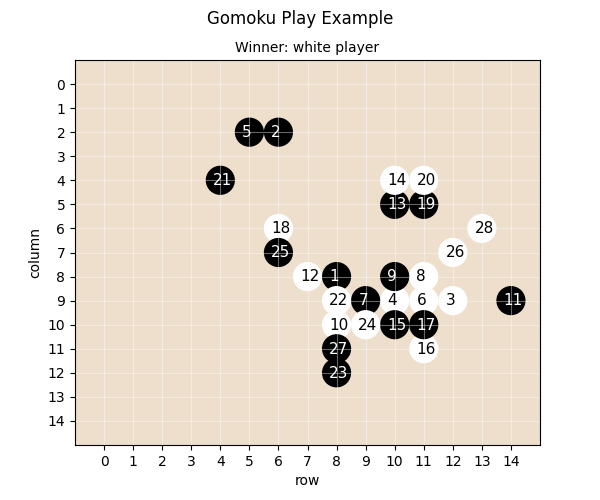 Gomoku Play Example
Winner: white player
0
1
2 5 2
3
4 21 14 20
5 13 19
6 18 28
7 25 26
8 12 1 9 8
9 22 7 4 6 3 11
10 10 24 15 17
11 27 16
12 23
13
14
column
0 1 2 3 4 5 6 7 8 9 10 11 12 13 14
row